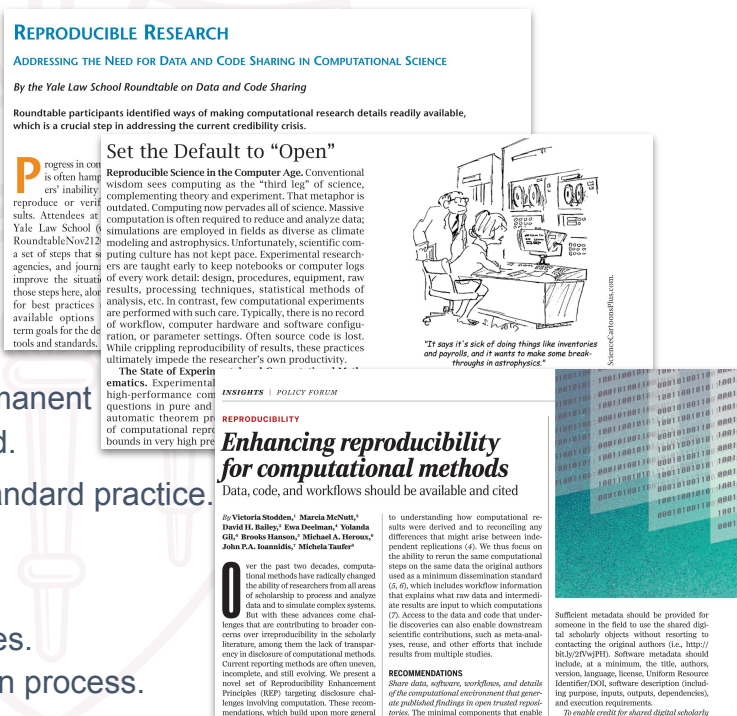 REPRODUCIBLE RESEARCH
ADDRESSING THE NEED FOR DATA AND CODE SHARING IN COMPUTATIONAL SCIENCE
By the Yale Law School Roundtable on Data and Code Sharing
Roundtable participants identified ways of making computational research details readily available,
which is a crucial step in addressing the current credibility crisis.
Progress in com
is often hamp
ers' inability
reproduce or verif
sults. Attendees at
Yale Law School (
RoundtableNov212
a set of steps that s
agencies, and journa
improve the situati
those steps here, alon
for best practices
available options
term goals for the de
tools and standards.
Set the Default to “Open”
Reproducible Science in the Computer Age. Conventional
wisdom sees computing as the “third leg” of science,
complementing theory and experiment. That metaphor is
outdated. Computing now pervades all of science. Massive
computation is often required to reduce and analyze data;
simulations are employed in fields as diverse as climate
modeling and astrophysics. Unfortunately, scientific com-
puting culture has not kept pace. Experimental research-
ers are taught early to keep notebooks or computer logs
of every work detail: design, procedures, equipment, raw
results, processing techniques, statistical methods of
analysis, etc. In contrast, few computational experiments
are performed with such care. Typically, there is no record
of workflow, computer hardware and software configu-
ration, or parameter settings. Often source code is lost.
While crippling reproducibility of results, these practices
ultimately impede the researcher's own productivity.
The State of Experim
ematics. Experimental
high-performance com
questions in pure and
automatic theorem pr
of computational repro
bounds in very high pre
"It says it's sick of doing things like inventories
and payrolls, and it wants to make some break-
throughs in astrophysics."
ScienceCartoonsPlus.com.
manent
d.
andard practice.
es.
n process.
INSIGHTS | POLICY FORUM
REPRODUCIBILITY
Enhancing reproducibility
for computational methods
Data, code, and workflows should be available and cited
By Victoria Stodden,1 Marcia McNutt,2
David H. Bailey,3 Ewa Deelman,4 Yolanda
Gil,4 Brooks Hanson,5 Michael A. Heroux,6
John P.A. Ioannidis,7 Michela Taufer8
Over the past two decades, computa-
tional methods have radically changed
the ability of researchers from all areas
of scholarship to process and analyze
data and to simulate complex systems.
But with these advances come chal-
lenges that are contributing to broader con-
cerns over irreproducibility in the scholarly
literature, among them the lack of transpar-
ency in disclosure of computational methods.
Current reporting methods are often uneven,
incomplete, and still evolving. We present a
novel set of Reproducibility Enhancement
Principles (REP) targeting disclosure chal-
lenges involving computation. These recom-
mendations, which build upon more general
to understanding how computational re-
sults were derived and to reconciling any
differences that might arise between inde-
pendent replications (4). We thus focus on
the ability to rerun the same computational
steps on the same data the original authors
used as a minimum dissemination standard
(5, 6), which includes workflow information
that explains what raw data and intermedi-
ate results are input to which computations
(7). Access to the data and code that under-
lie discoveries can also enable downstream
scientific contributions, such as meta-anal-
yses, reuse, and other efforts that include
results from multiple studies.
RECOMMENDATIONS
Share data, software, workflows, and details
of the computational environment that gener-
ate published findings in open trusted reposi-
tories. The minimal components that enable
Sufficient metadata should be provided for
someone in the field to use the shared digi-
tal scholarly objects without resorting to
contacting the original authors (i.e., http://
bit.ly/2fVwjPH). Software metadata should
include, at a minimum, the title, authors,
version, language, license, Uniform Resource
Identifier/DOI, software description (includ-
ing purpose, inputs, outputs, dependencies),
and execution requirements.
To enable credit for shared digital scholarly